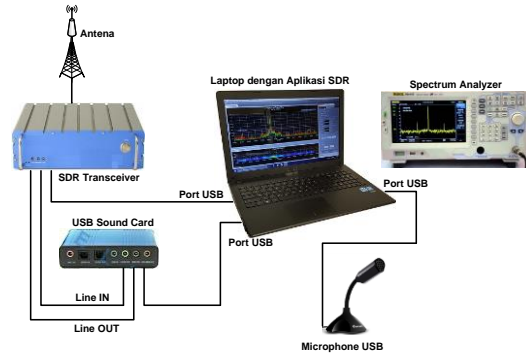 Antena
Laptop dengan Aplikasi SDR
Spectrum Analyzer
SDR Transceiver
Port USB
Port USB
USB Sound Card
Port USB
Line IN
Line OUT
Microphone USB